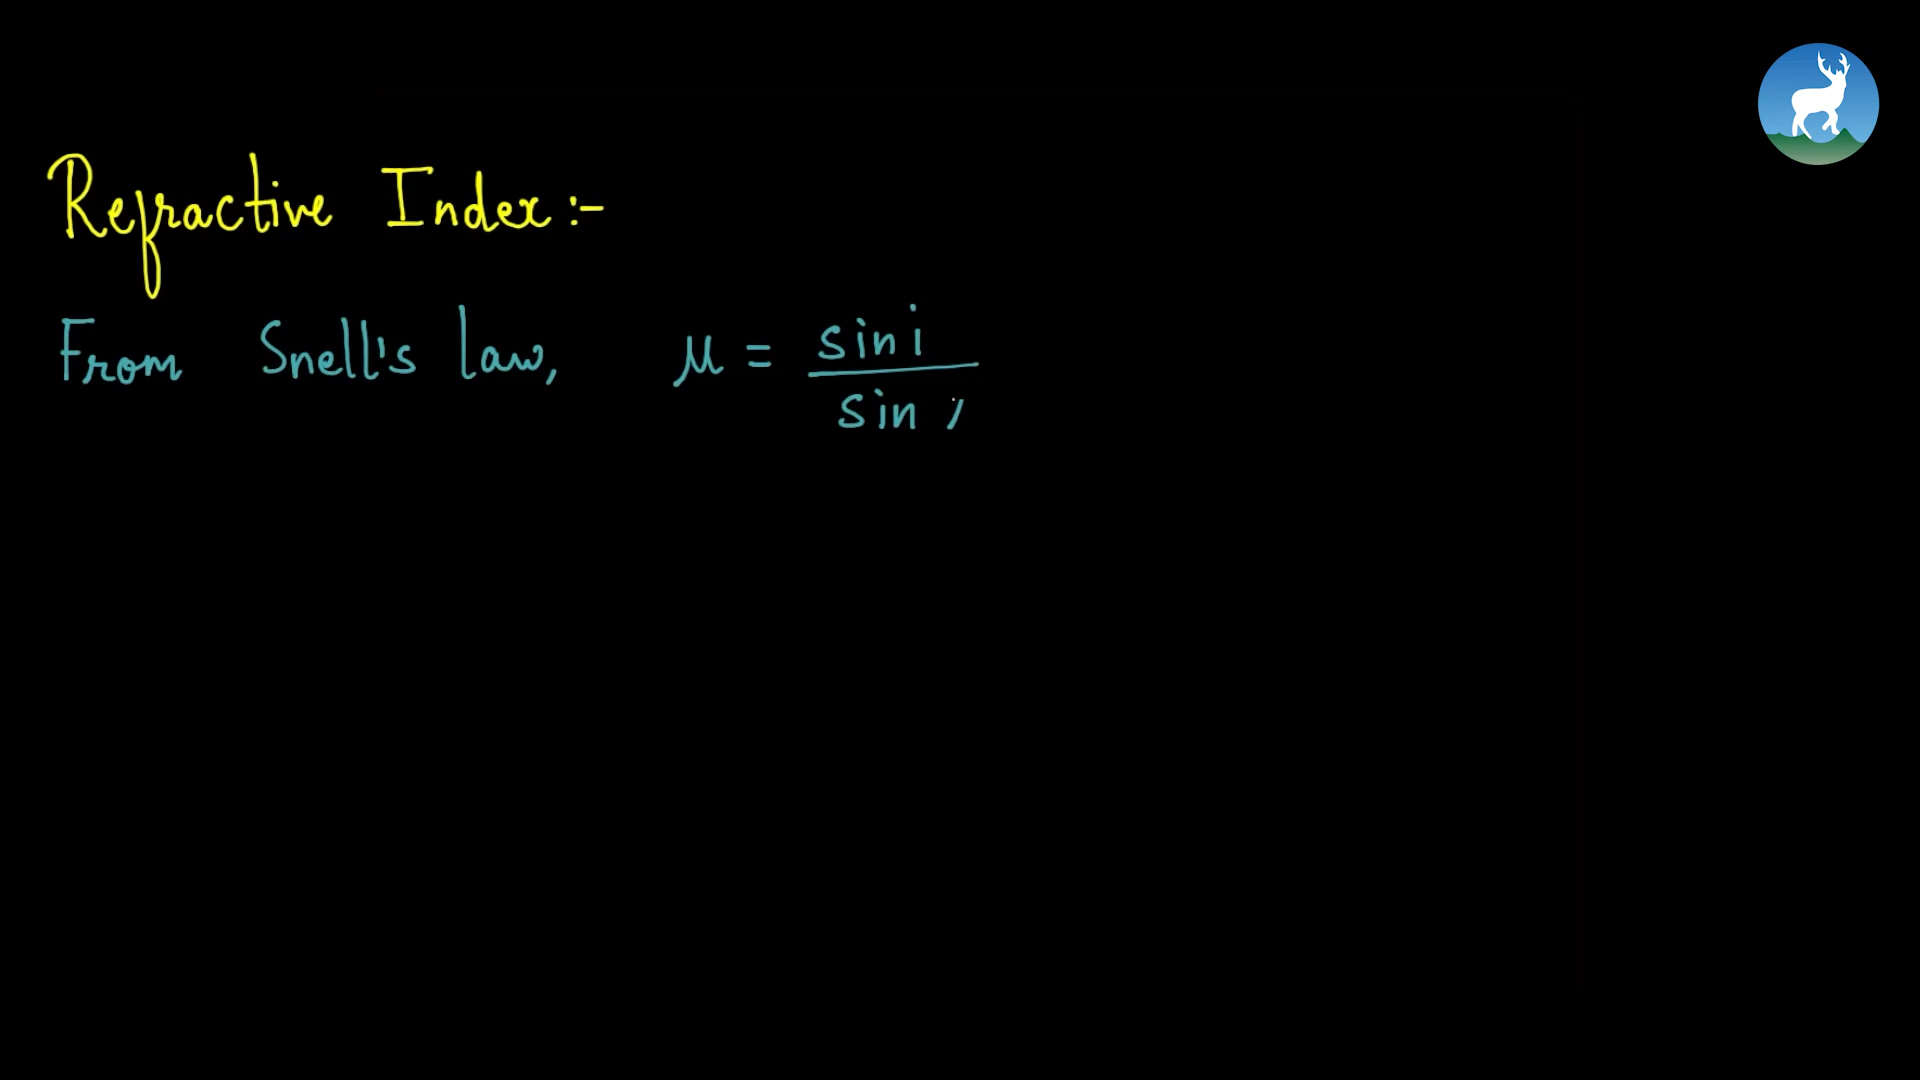 Refractive Index :-
From Snell's law, μ = sin i / sin